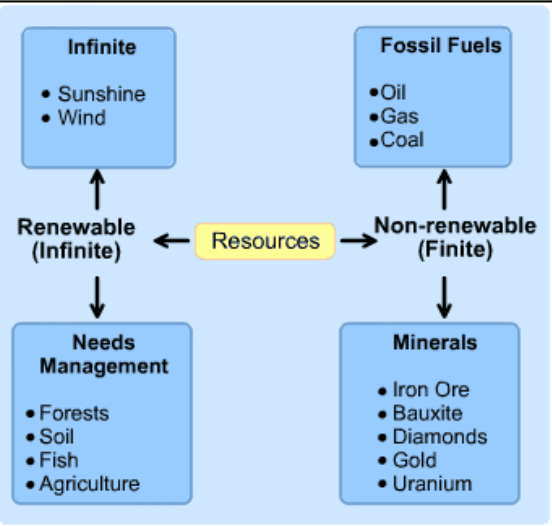 Infinite
• Sunshine
• Wind
Fossil Fuels
• Oil
• Gas
• Coal
Renewable
(Infinite)
Resources
Non-renewable
(Finite)
Needs
Management
• Forests
• Soil
• Fish
• Agriculture
Minerals
• Iron Ore
• Bauxite
• Diamonds
• Gold
• Uranium